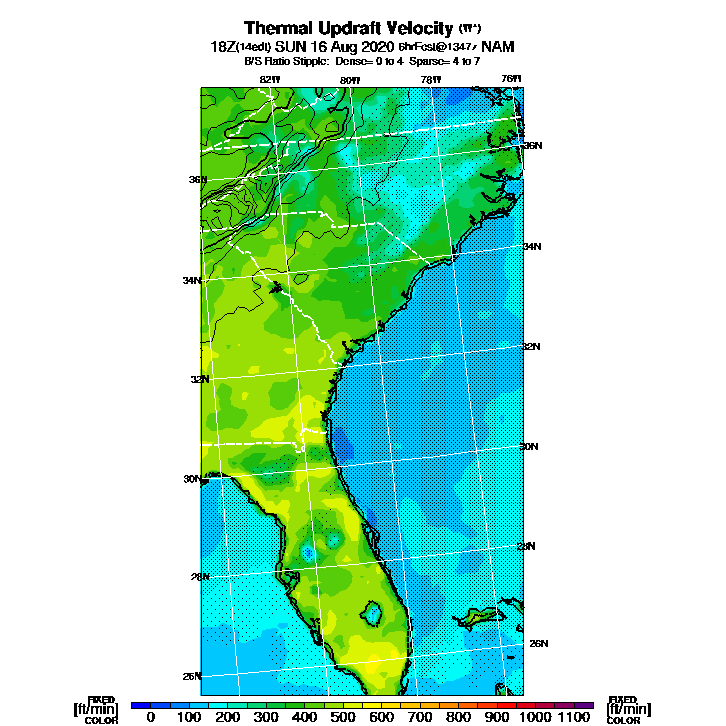 Thermal Updraft Velocity (W*)
18Z(14edt) SUN 16 Aug 2020 6hrFcst@1347z NAM
B/S Ratio Stipple: Dense= 0 to 4 Sparse= 4 to 7
82W 80W 78W 76W
36N 36N
34N 34N
32N 32N
30N 30N
28N 28N
26N 26N
FIXED FIXED
[ft/min] [ft/min]
COLOR COLOR
0 100 200 300 400 500 600 700 800 900 1000 1100